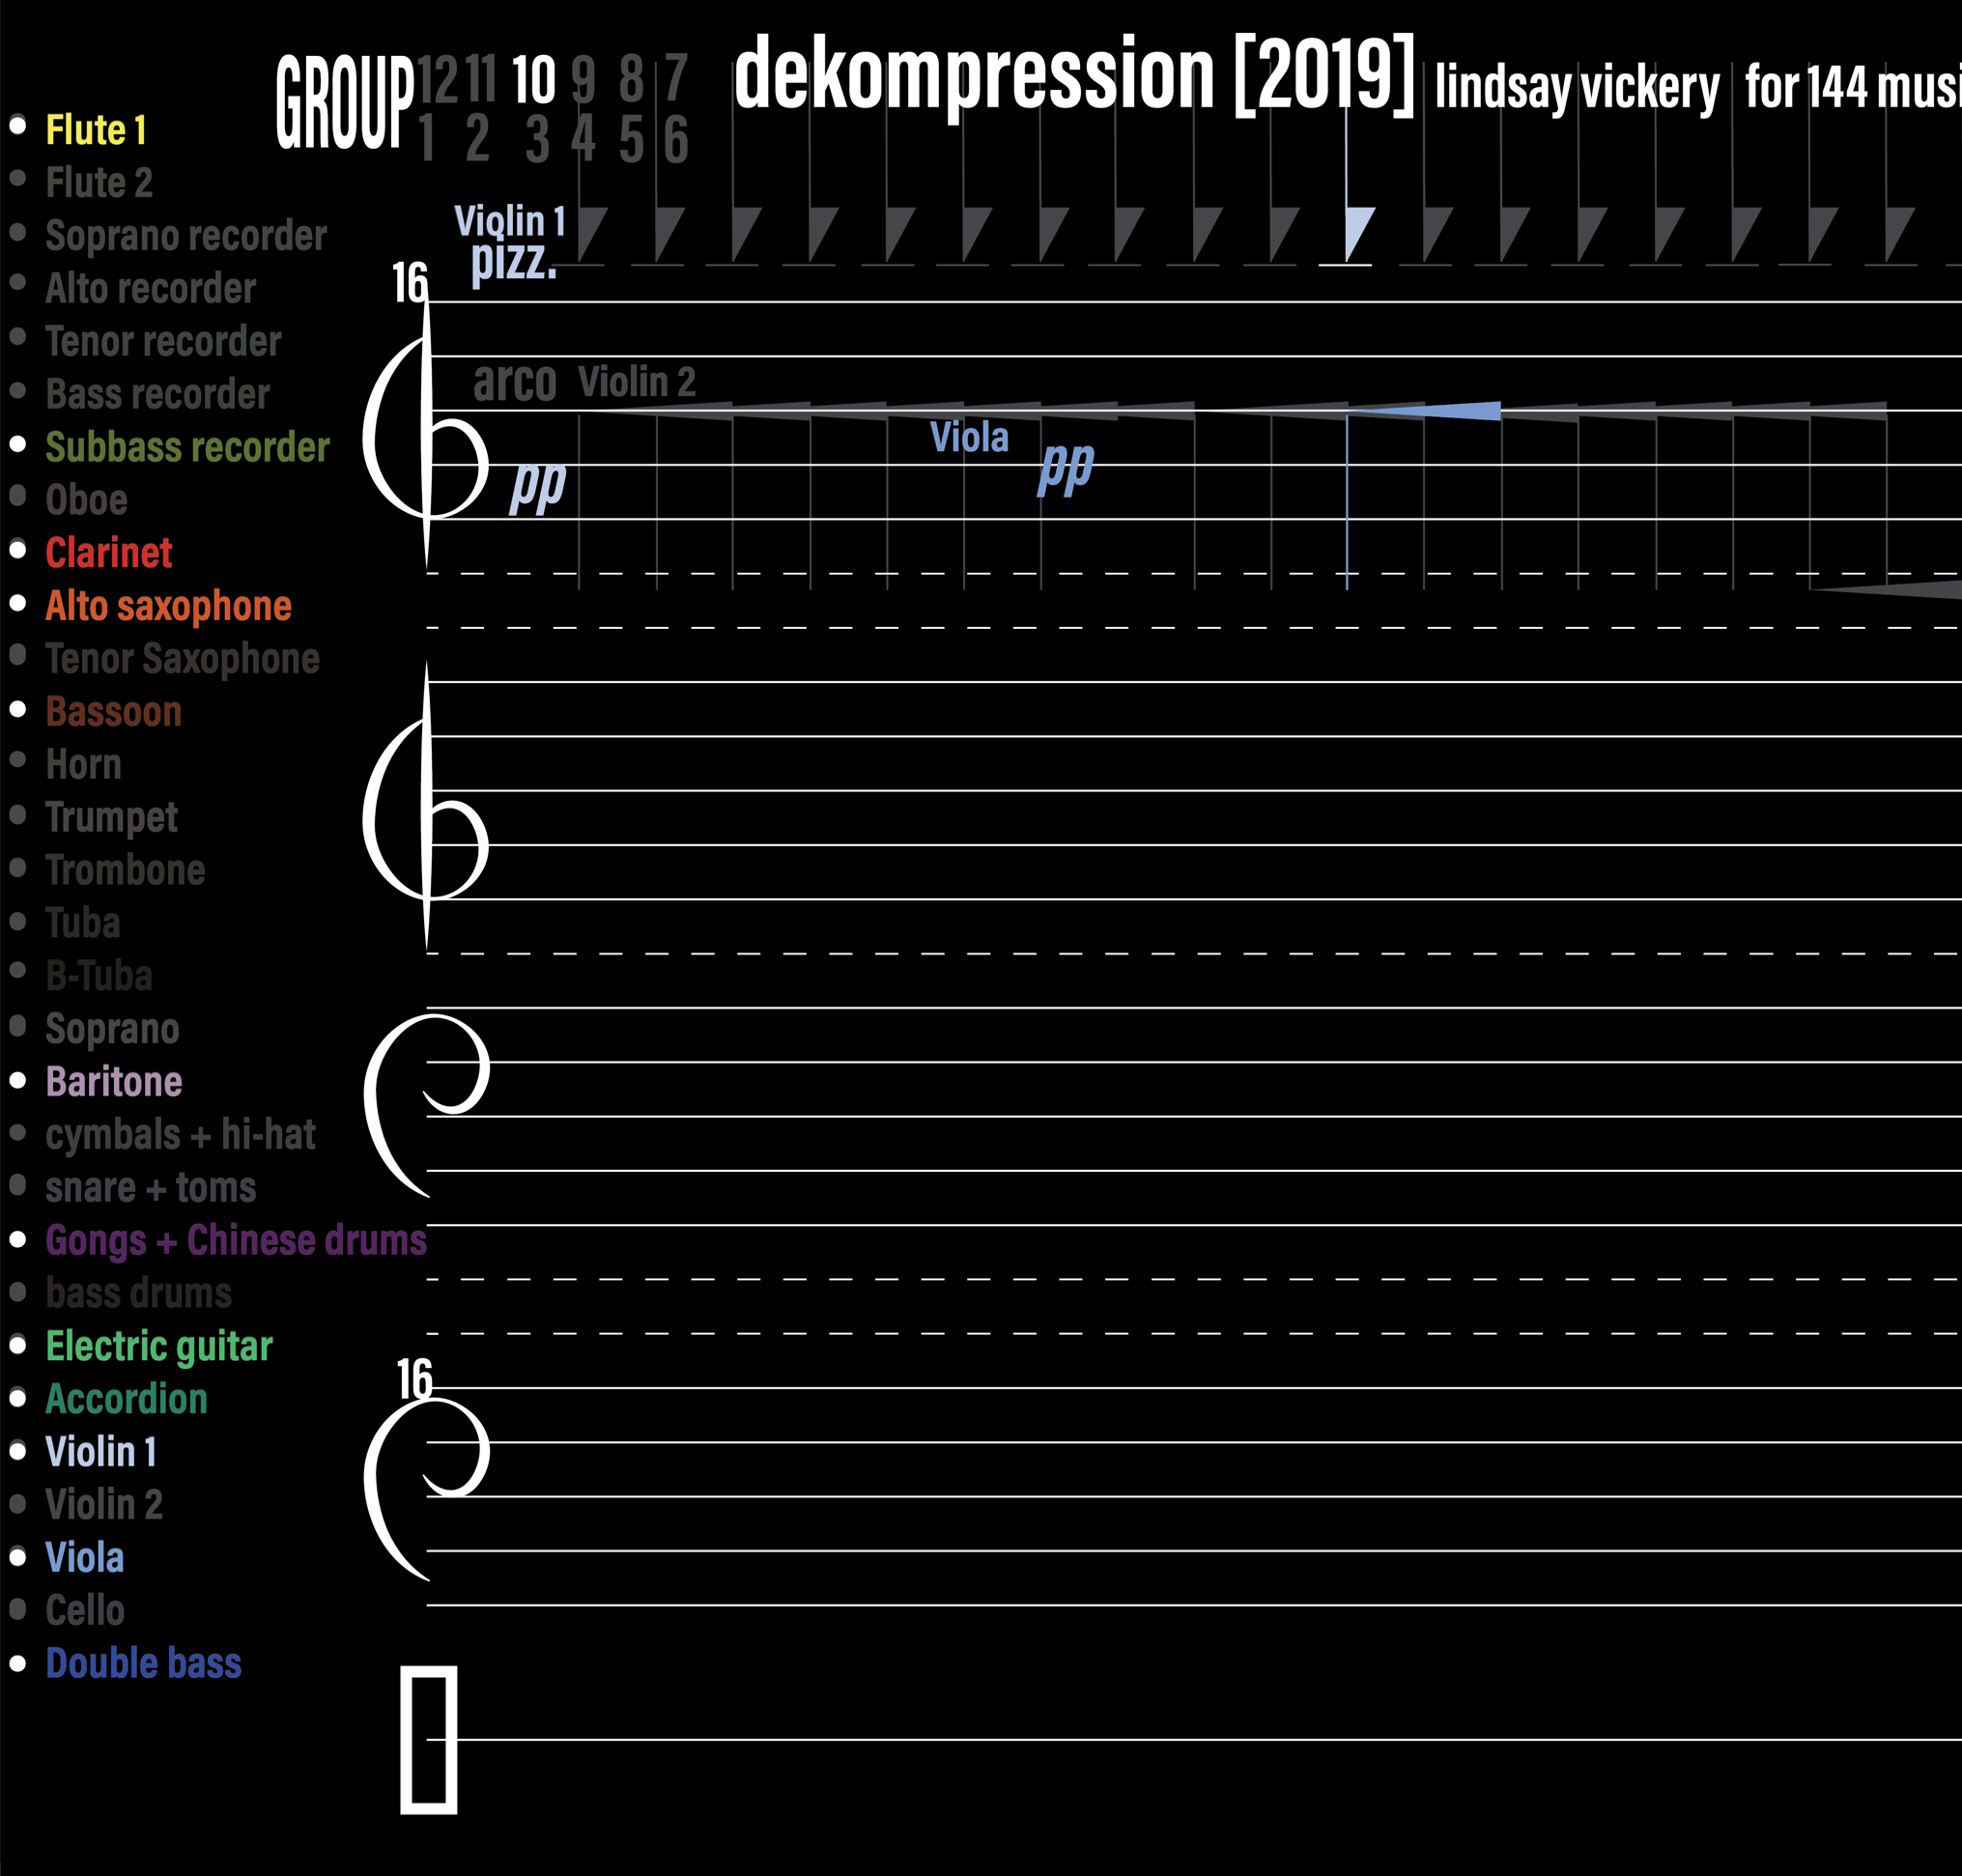 GROUP 12 11 10 9 8 7
1 2 3 4 5 6
dekompression [2019] lindsay vickery for 144 musi
Flute 1
Flute 2
Soprano recorder
Alto recorder
Tenor recorder
Bass recorder
Subbass recorder
Oboe
Clarinet
Alto saxophone
Tenor Saxophone
Bassoon
Horn
Trumpet
Trombone
Tuba
B-Tuba
Soprano
Baritone
cymbals + hi-hat
snare + toms
Gongs + Chinese drums
bass drums
Electric guitar
Accordion
Violin 1
Violin 2
Viola
Cello
Double bass
Violin 1
pizz.
16
arco Violin 2
Viola
pp
pp
16